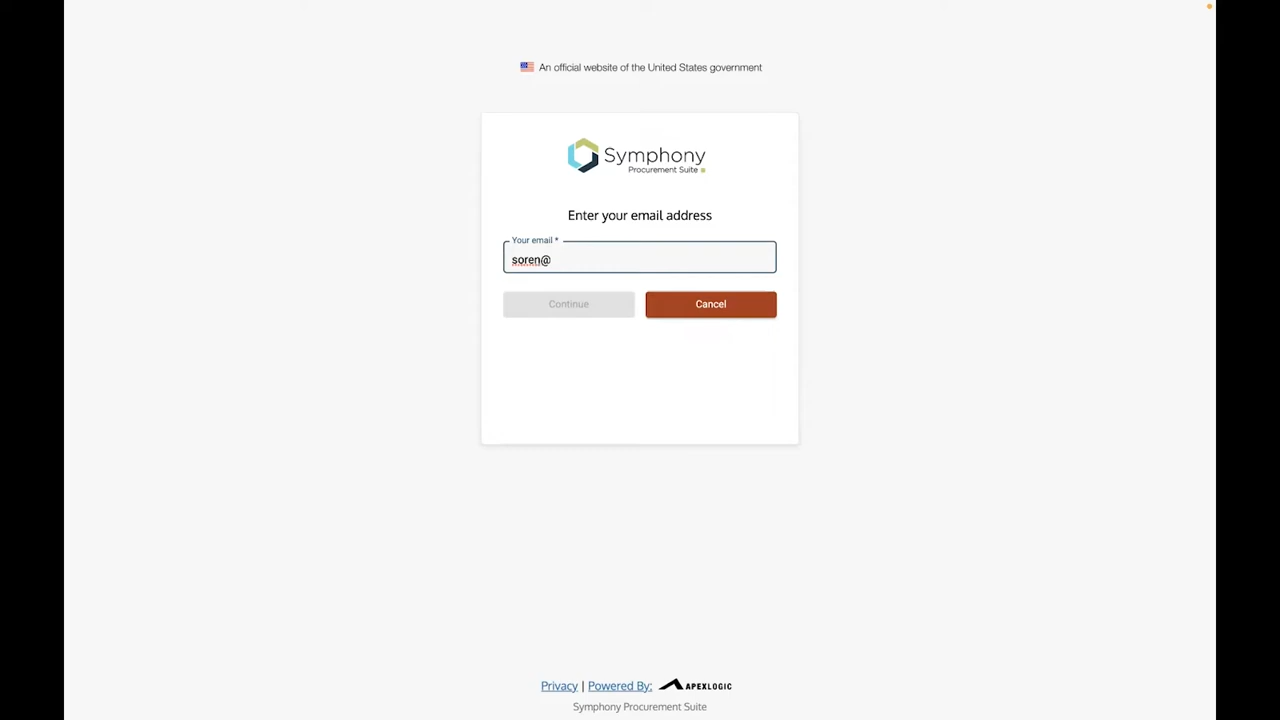 An official website of the United States government
Symphony
Procurement Suite
Enter your email address
Your email *
soren@
Continue
Cancel
Privacy | Powered By: APEXLOGIC
Symphony Procurement Suite